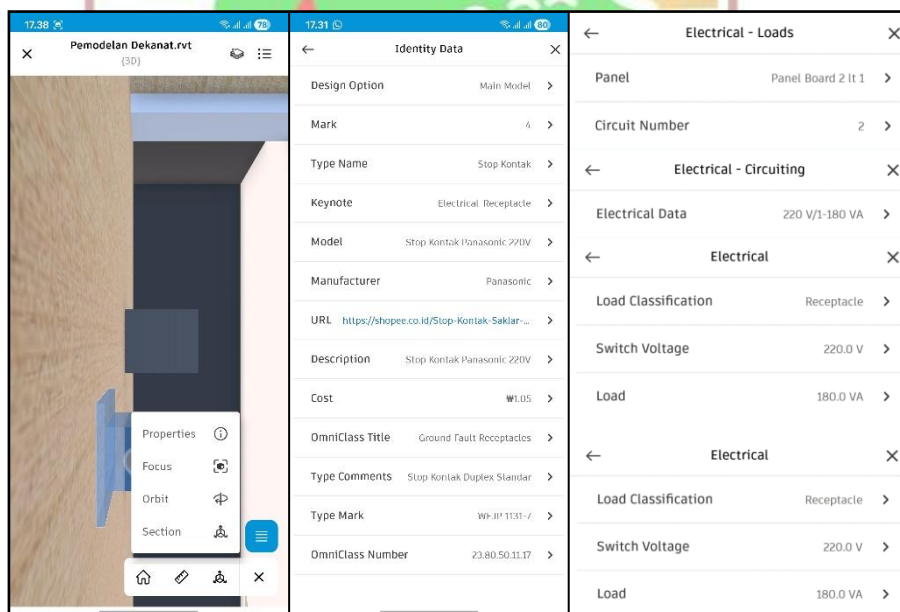 17.38
78
Pemodelan Dekanat.rvt
{3D}
Properties
Focus
Orbit
Section
17.31
80
Identity Data
Design Option Main Model
Mark 4
Type Name Stop Kontak
Keynote Electrical Receptacle
Model Stop Kontak Panasonic 220V
Manufacturer Panasonic
URL https://shopee.co.id/Stop-Kontak-Saklar-...
Description Stop Kontak Panasonic 220V
Cost ₩1.05
OmniClass Title Ground Fault Receptacles
Type Comments Stop Kontak Duplex Standar
Type Mark 1131-7
OmniClass Number 23.80.50.11.17
Electrical - Loads
Panel Panel Board 2 lt 1
Circuit Number 2
Electrical - Circuiting
Electrical Data 220 V/1-180 VA
Electrical
Load Classification Receptacle
Switch Voltage 220.0 V
Load 180.0 VA
Electrical
Load Classification Receptacle
Switch Voltage 220.0 V
Load 180.0 VA